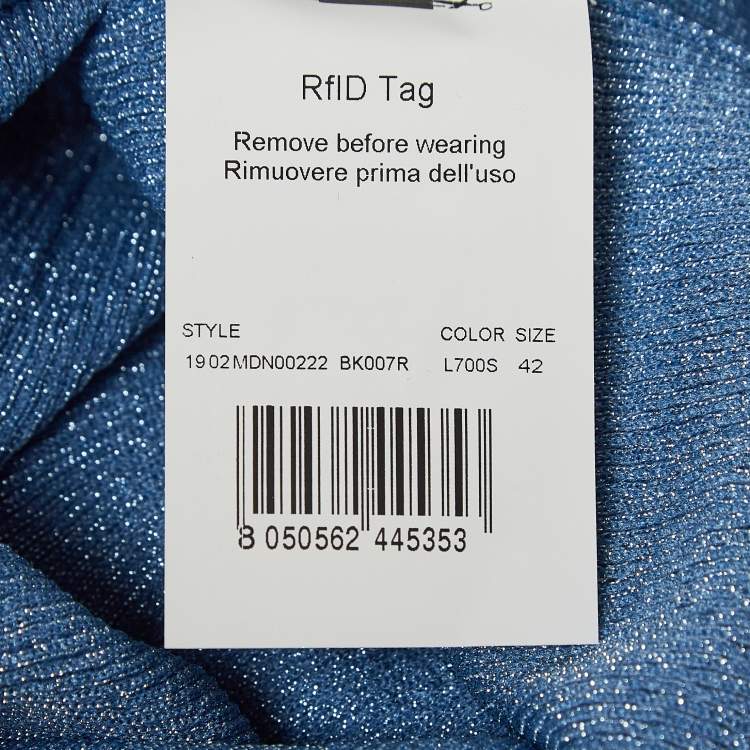 RfID Tag
Remove before wearing
Rimuovere prima dell'uso
STYLE COLOR SIZE
1902MDN00222 BK007R L700S 42
8 050562 445353